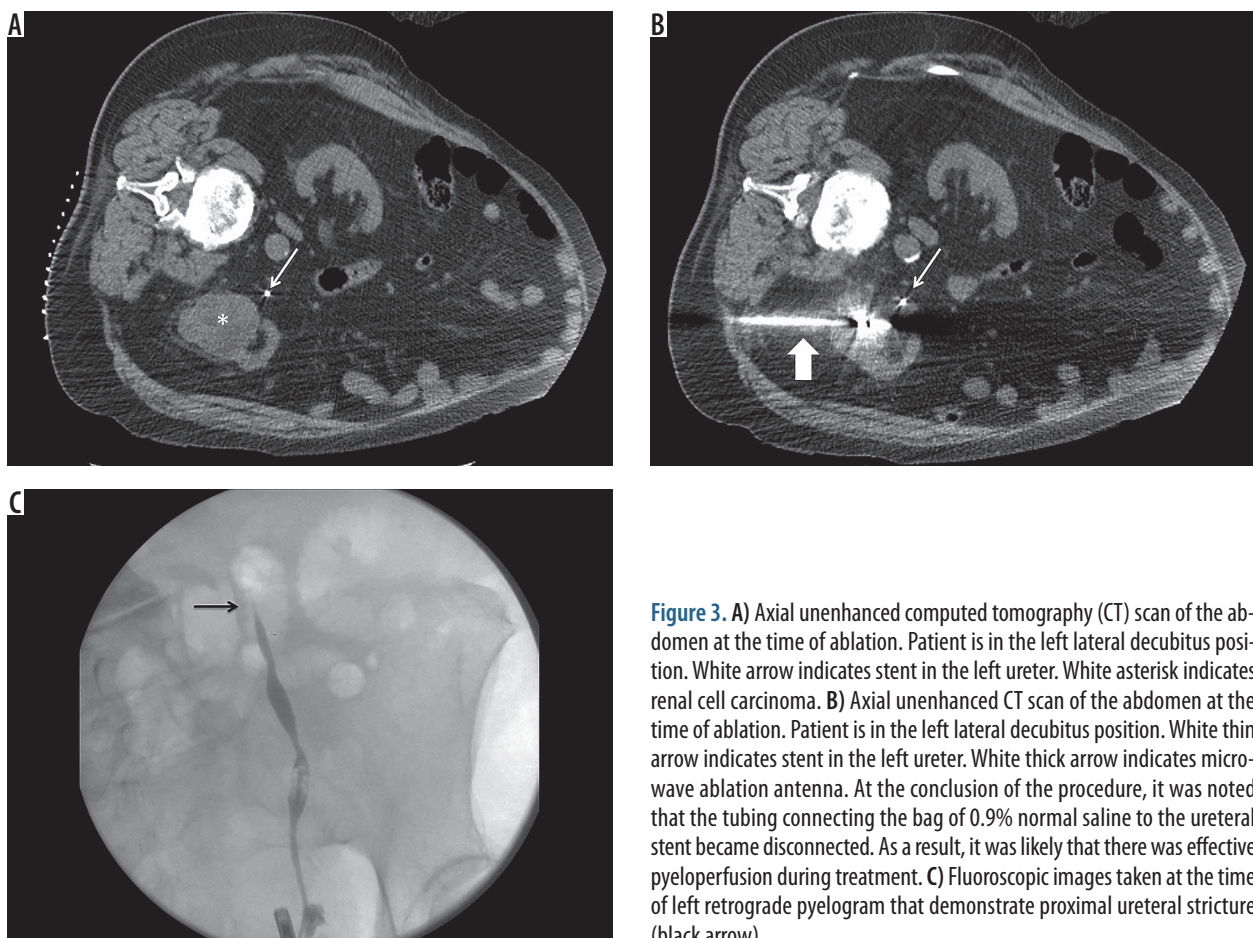 A
B
*
C
Figure 3. A) Axial unenhanced computed tomography (CT) scan of the ab-
domen at the time of ablation. Patient is in the left lateral decubitus posi-
tion. White arrow indicates stent in the left ureter. White asterisk indicates
renal cell carcinoma. B) Axial unenhanced CT scan of the abdomen at the
time of ablation. Patient is in the left lateral decubitus position. White thin
arrow indicates stent in the left ureter. White thick arrow indicates micro-
wave ablation antenna. At the conclusion of the procedure, it was noted
that the tubing connecting the bag of 0.9% normal saline to the ureteral
stent became disconnected. As a result, it was likely that there was effective
pyeloperfusion during treatment. C) Fluoroscopic images taken at the time
of left retrograde pyelogram that demonstrate proximal ureteral stricture
(black arrow)